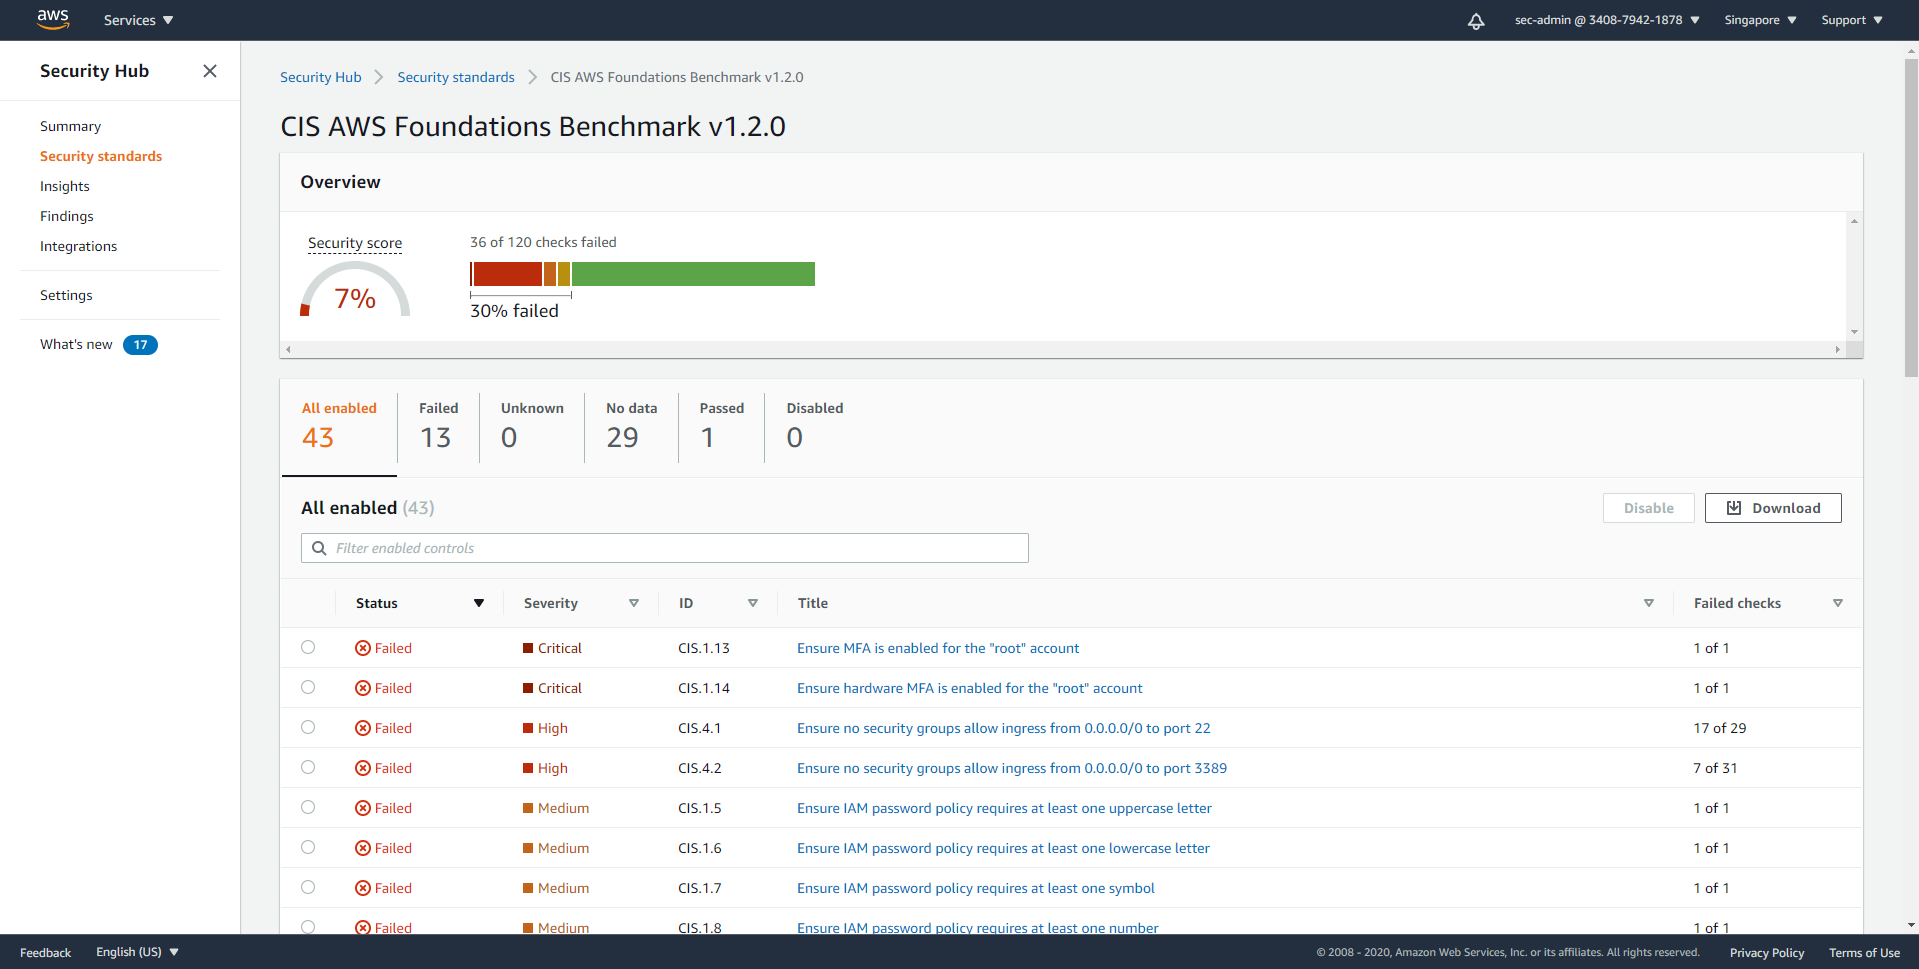 aws
Services
sec-admin @ 3408-7942-1878
Singapore
Support
Security Hub
Summary
Security standards
Insights
Findings
Integrations
Settings
What's new 17
Security Hub
Security standards
CIS AWS Foundations Benchmark v1.2.0
CIS AWS Foundations Benchmark v1.2.0
Overview
Security score
7%
36 of 120 checks failed
30% failed
All enabled
43
Failed
13
Unknown
0
No data
29
Passed
1
Disabled
0
All enabled (43)
Disable
Download
Filter enabled controls
Status Severity ID Title Failed checks
Failed Critical CIS.1.13 Ensure MFA is enabled for the "root" account 1 of 1
Failed Critical CIS.1.14 Ensure hardware MFA is enabled for the "root" account 1 of 1
Failed High CIS.4.1 Ensure no security groups allow ingress from 0.0.0.0/0 to port 22 17 of 29
Failed High CIS.4.2 Ensure no security groups allow ingress from 0.0.0.0/0 to port 3389 7 of 31
Failed Medium CIS.1.5 Ensure IAM password policy requires at least one uppercase letter 1 of 1
Failed Medium CIS.1.6 Ensure IAM password policy requires at least one lowercase letter 1 of 1
Failed Medium CIS.1.7 Ensure IAM password policy requires at least one symbol 1 of 1
Failed Medium CIS.1.8 Ensure IAM password policy requires at least one number 1 of 1
Feedback
English (US)
© 2008 - 2020, Amazon Web Services, Inc. or its affiliates. All rights reserved.
Privacy Policy
Terms of Use